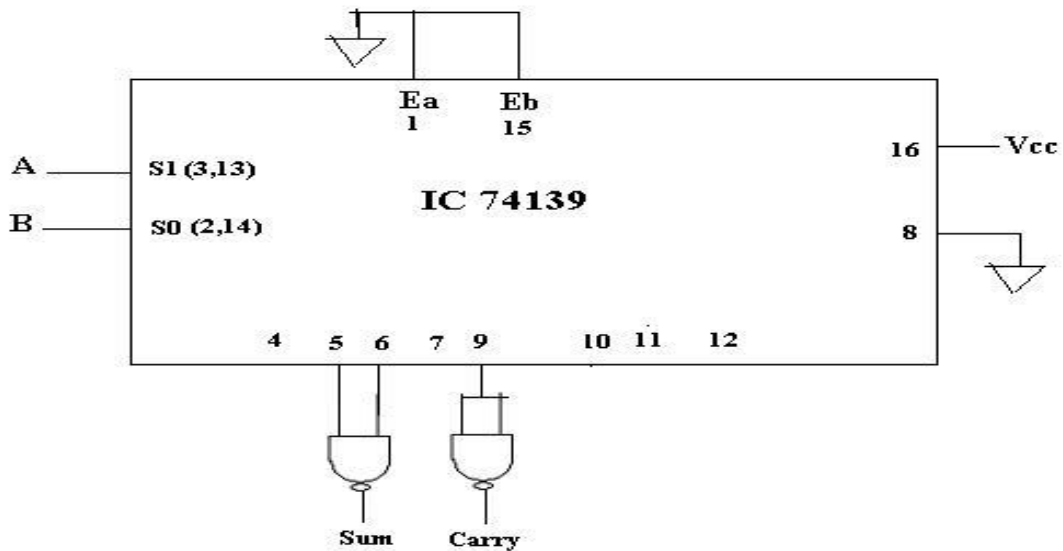 Ea Eb
1 15
16 Vcc
A S1 (3,13)
IC 74139
B S0 (2,14)
8
4 5 6 7 9 10 11 12
Sum Carry